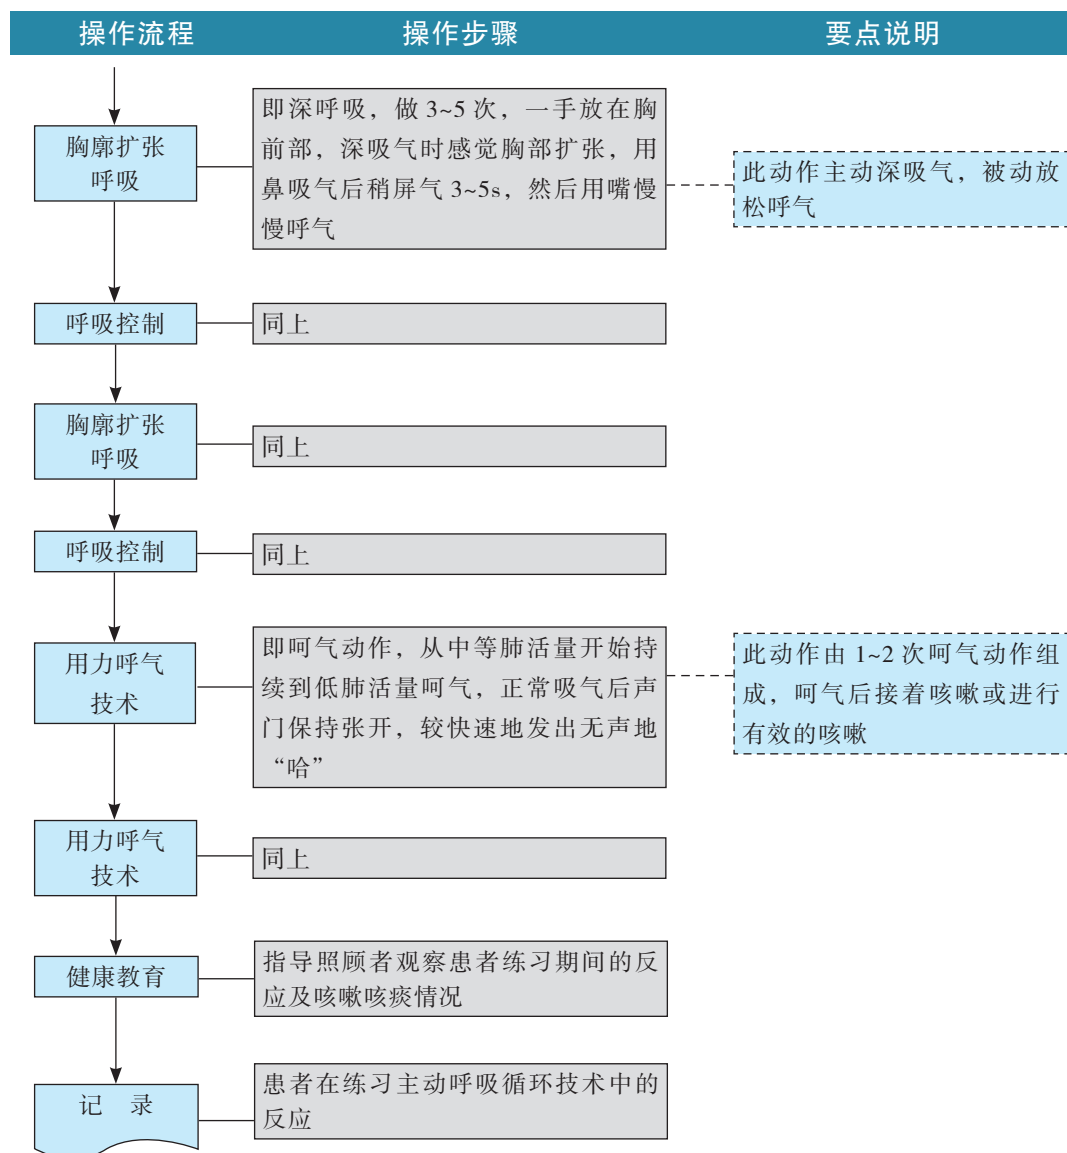 操作流程 操作步骤 要点说明
胸廓扩张
呼吸
即深呼吸，做 3~5 次，一手放在胸
前部，深吸气时感觉胸部扩张，用
鼻吸气后稍屏气 3~5s，然后用嘴慢
慢呼气
此动作主动深吸气，被动放
松呼气
呼吸控制
同上
胸廓扩张
呼吸
同上
呼吸控制
同上
用力呼气
技术
即呵气动作，从中等肺活量开始持
续到低肺活量呵气，正常吸气后声
门保持张开，较快速地发出无声地
“哈”
此动作由 1~2 次呵气动作组
成，呵气后接着咳嗽或进行
有效的咳嗽
用力呼气
技术
同上
健康教育
指导照顾者观察患者练习期间的反
应及咳嗽咳痰情况
记 录
患者在练习主动呼吸循环技术中的
反应